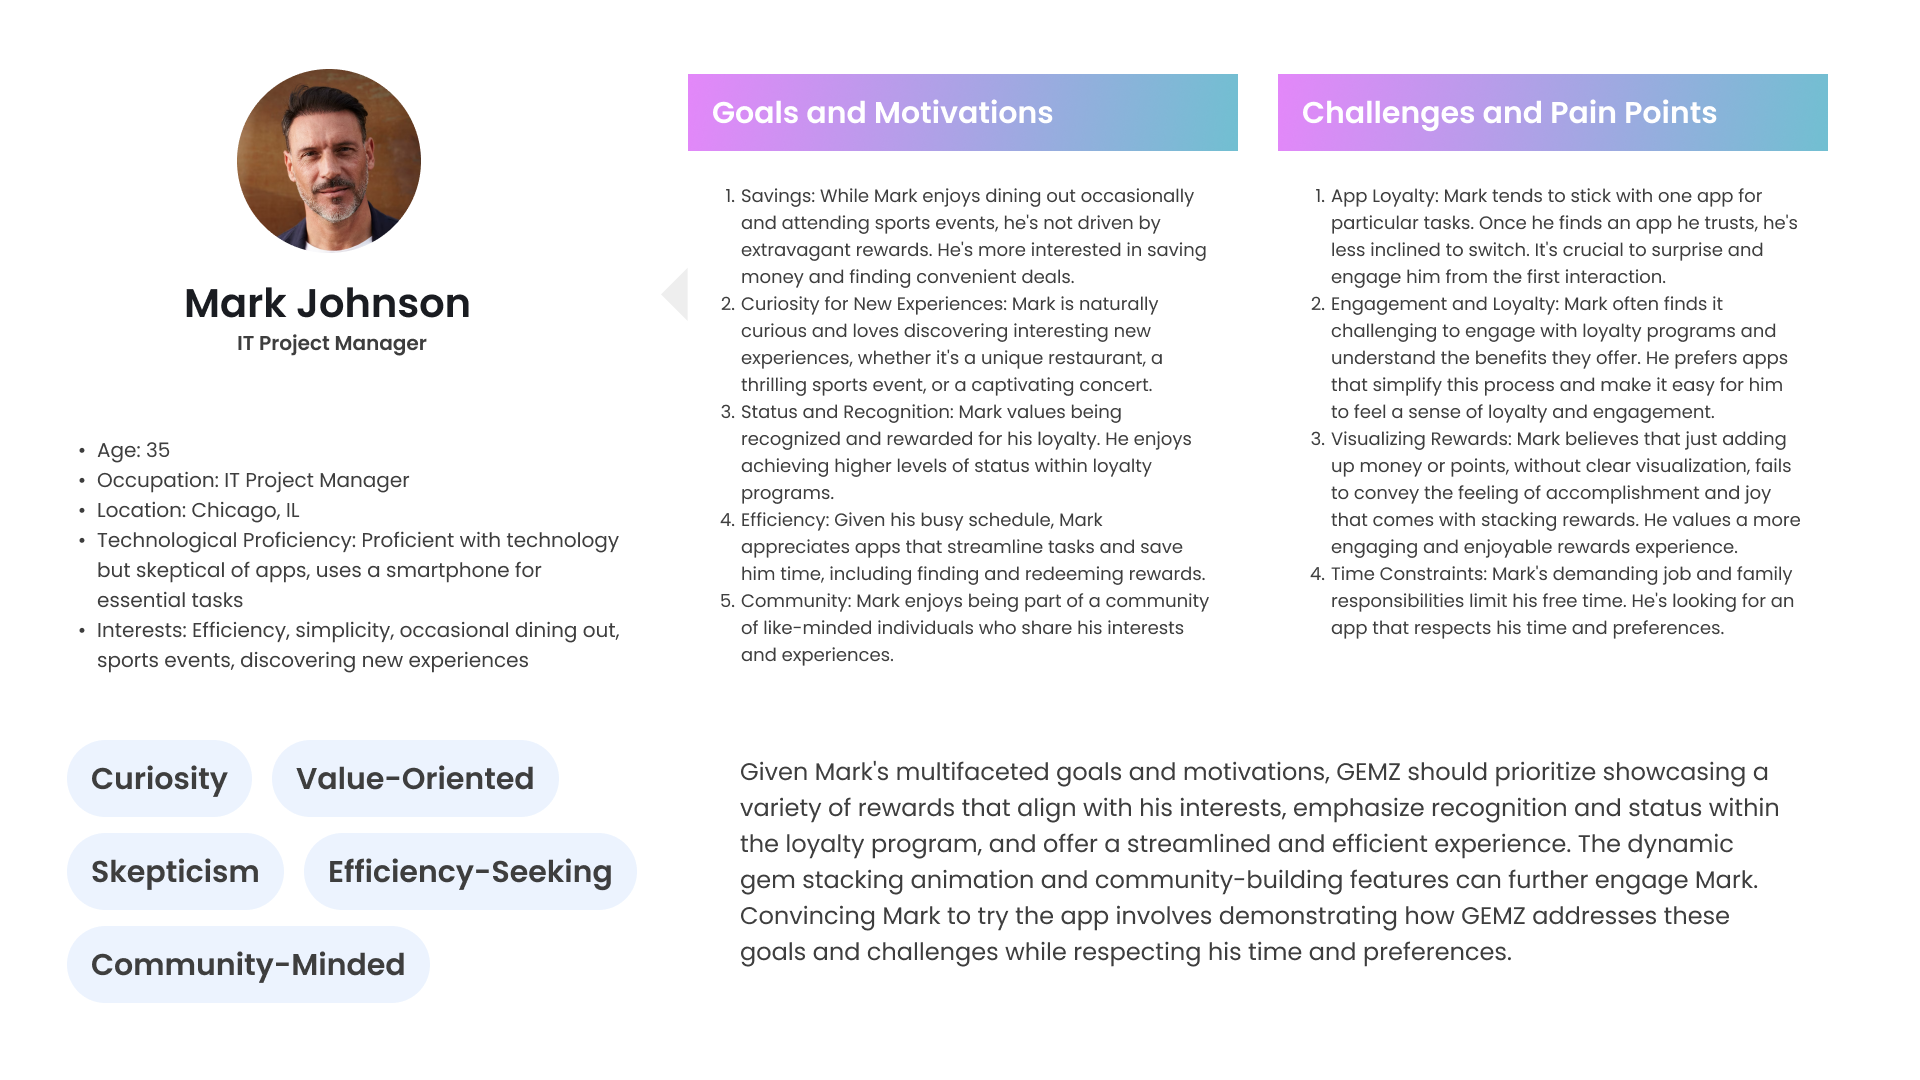 Mark Johnson
IT Project Manager
• Age: 35
• Occupation: IT Project Manager
• Location: Chicago, IL
• Technological Proficiency: Proficient with technology
but skeptical of apps, uses a smartphone for
essential tasks
• Interests: Efficiency, simplicity, occasional dining out,
sports events, discovering new experiences
Curiosity
Value-Oriented
Skepticism
Efficiency-Seeking
Community-Minded
Goals and Motivations
1. Savings: While Mark enjoys dining out occasionally
and attending sports events, he's not driven by
extravagant rewards. He's more interested in saving
money and finding convenient deals.
2. Curiosity for New Experiences: Mark is naturally
curious and loves discovering interesting new
experiences, whether it's a unique restaurant, a
thrilling sports event, or a captivating concert.
3. Status and Recognition: Mark values being
recognized and rewarded for his loyalty. He enjoys
achieving higher levels of status within loyalty
programs.
4. Efficiency: Given his busy schedule, Mark
appreciates apps that streamline tasks and save
him time, including finding and redeeming rewards.
5. Community: Mark enjoys being part of a community
of like-minded individuals who share his interests
and experiences.
Challenges and Pain Points
1. App Loyalty: Mark tends to stick with one app for
particular tasks. Once he finds an app he trusts, he's
less inclined to switch. It's crucial to surprise and
engage him from the first interaction.
2. Engagement and Loyalty: Mark often finds it
challenging to engage with loyalty programs and
understand the benefits they offer. He prefers apps
that simplify this process and make it easy for him
to feel a sense of loyalty and engagement.
3. Visualizing Rewards: Mark believes that just adding
up money or points, without clear visualization, fails
to convey the feeling of accomplishment and joy
that comes with stacking rewards. He values a more
engaging and enjoyable rewards experience.
4. Time Constraints: Mark's demanding job and family
responsibilities limit his free time. He's looking for an
app that respects his time and preferences.
Given Mark's multifaceted goals and motivations, GEMZ should prioritize showcasing a
variety of rewards that align with his interests, emphasize recognition and status within
the loyalty program, and offer a streamlined and efficient experience. The dynamic
gem stacking animation and community-building features can further engage Mark.
Convincing Mark to try the app involves demonstrating how GEMZ addresses these
goals and challenges while respecting his time and preferences.